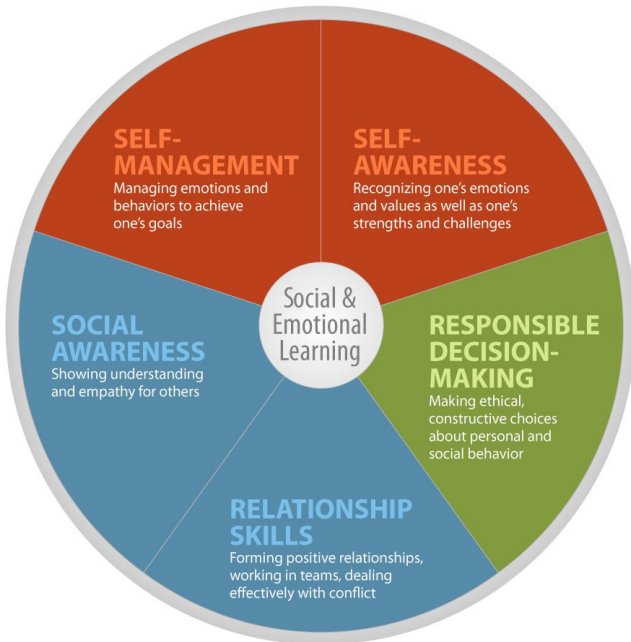 SELF-
MANAGEMENT
Managing emotions and
behaviors to achieve
one's goals
SELF-
AWARENESS
Recognizing one's emotions
and values as well as one's
strengths and challenges
SOCIAL
AWARENESS
Showing understanding
and empathy for others
Social &
Emotional
Learning
RESPONSIBLE
DECISION-
MAKING
Making ethical,
constructive choices
about personal and
social behavior
RELATIONSHIP
SKILLS
Forming positive relationships,
working in teams, dealing
effectively with conflict